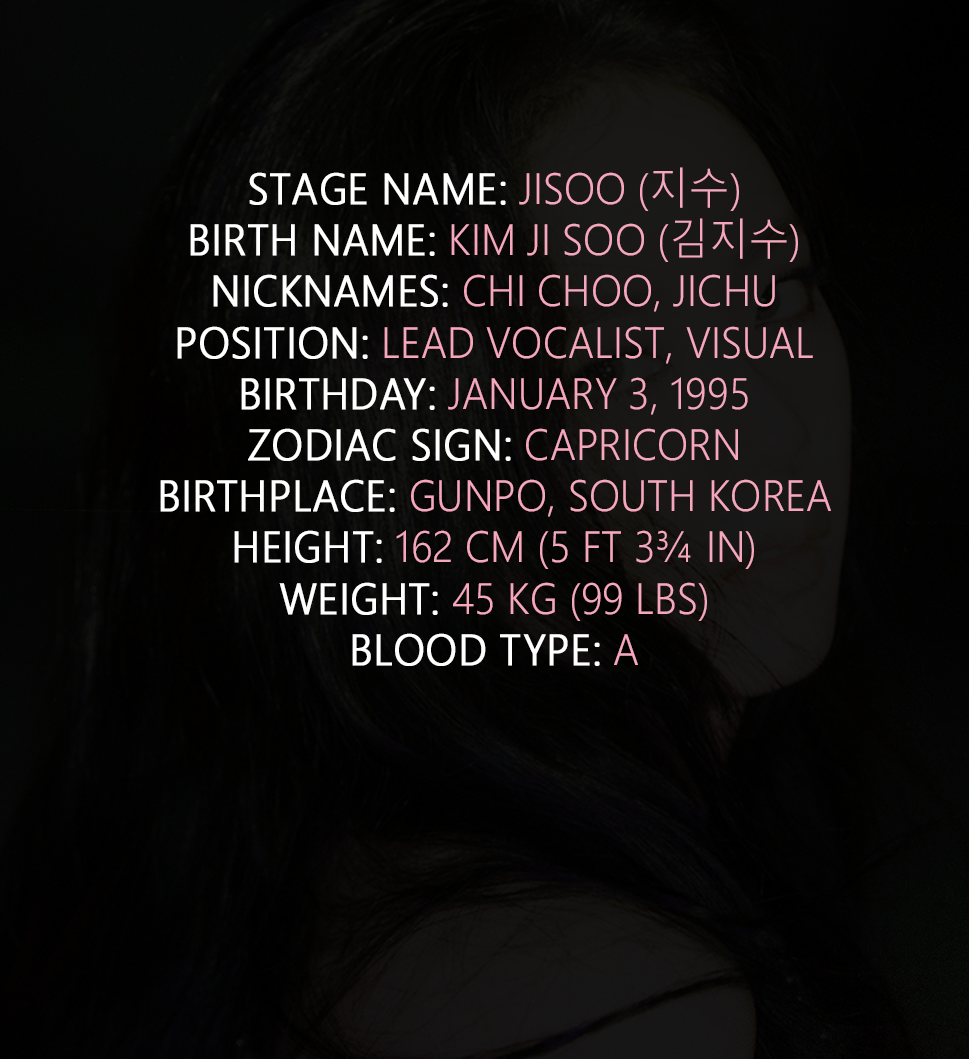 STAGE NAME: JISOO (지수)
BIRTH NAME: KIM JI SOO (김지수)
NICKNAMES: CHI CHOO, JICHU
POSITION: LEAD VOCALIST, VISUAL
BIRTHDAY: JANUARY 3, 1995
ZODIAC SIGN: CAPRICORN
BIRTHPLACE: GUNPO, SOUTH KOREA
HEIGHT: 162 CM (5 FT 3¾ IN)
WEIGHT: 45 KG (99 LBS)
BLOOD TYPE: A